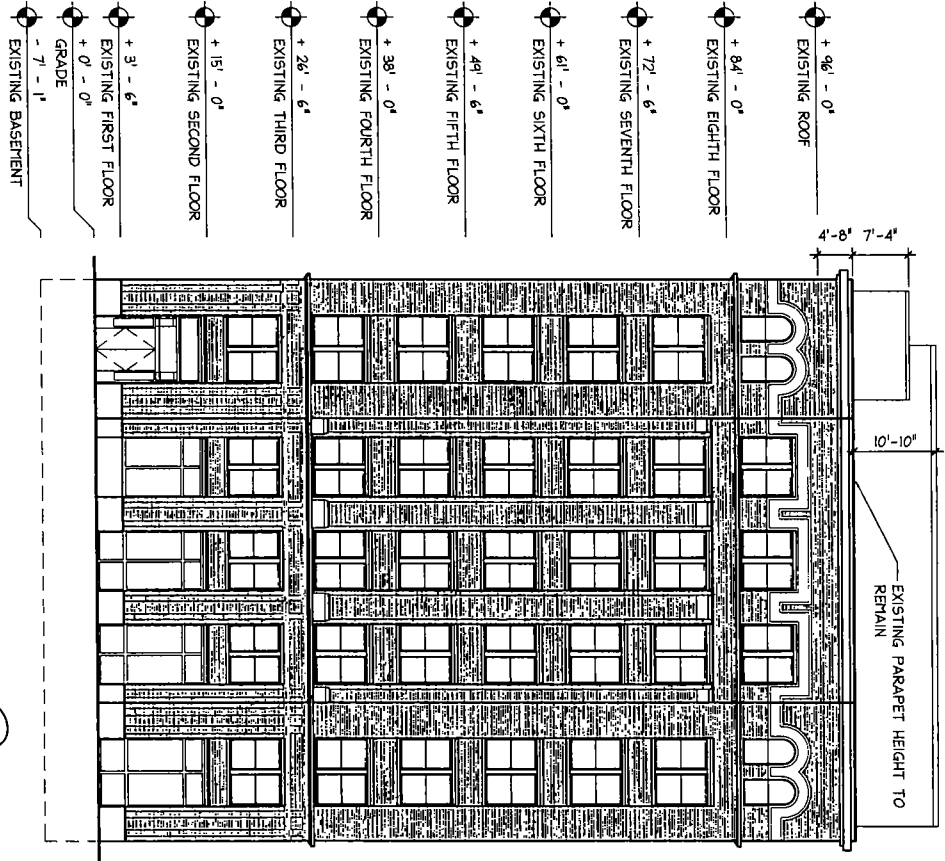 + 96' - 0"
EXISTING ROOF
+ 84' - 0"
EXISTING EIGHTH FLOOR
+ 72' - 6"
EXISTING SEVENTH FLOOR
+ 61' - 0"
EXISTING SIXTH FLOOR
+ 49' - 6"
EXISTING FIFTH FLOOR
+ 38' - 0"
EXISTING FOURTH FLOOR
+ 26' - 6"
EXISTING THIRD FLOOR
+ 15' - 0"
EXISTING SECOND FLOOR
+ 3' - 6"
EXISTING FIRST FLOOR
+ 0' - 0"
GRADE
- 7' - 1"
EXISTING BASEMENT
4'-8"
7'-4"
10'-10"
EXISTING PARAPET HEIGHT TO
REMAIN